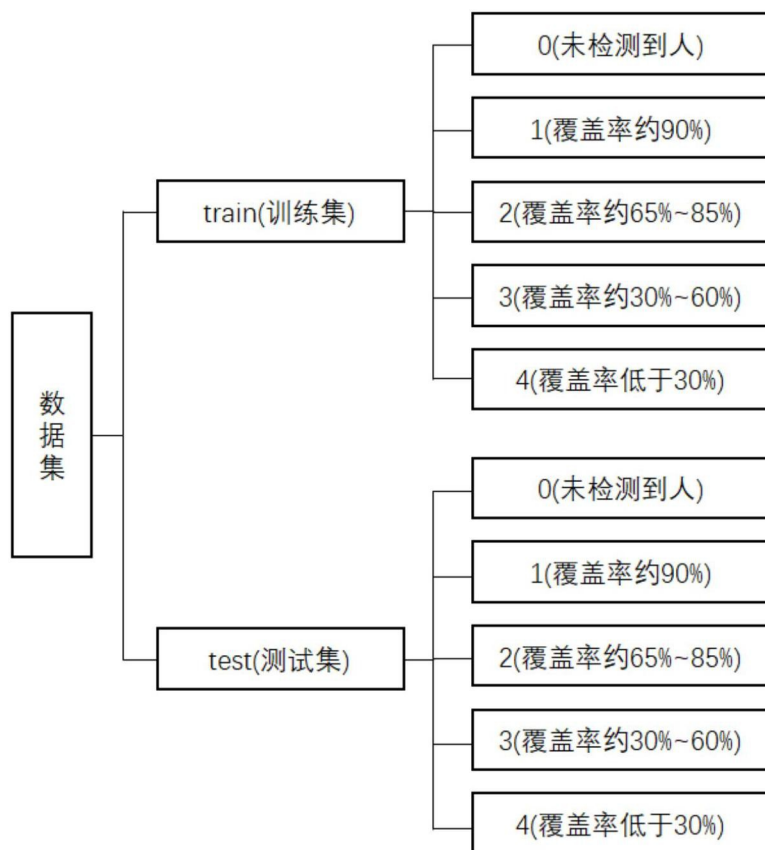 数据集
train(训练集)
0(未检测到人)
1(覆盖率约90%)
2(覆盖率约65%~85%)
3(覆盖率约30%~60%)
4(覆盖率低于30%)
test(测试集)
0(未检测到人)
1(覆盖率约90%)
2(覆盖率约65%~85%)
3(覆盖率约30%~60%)
4(覆盖率低于30%)